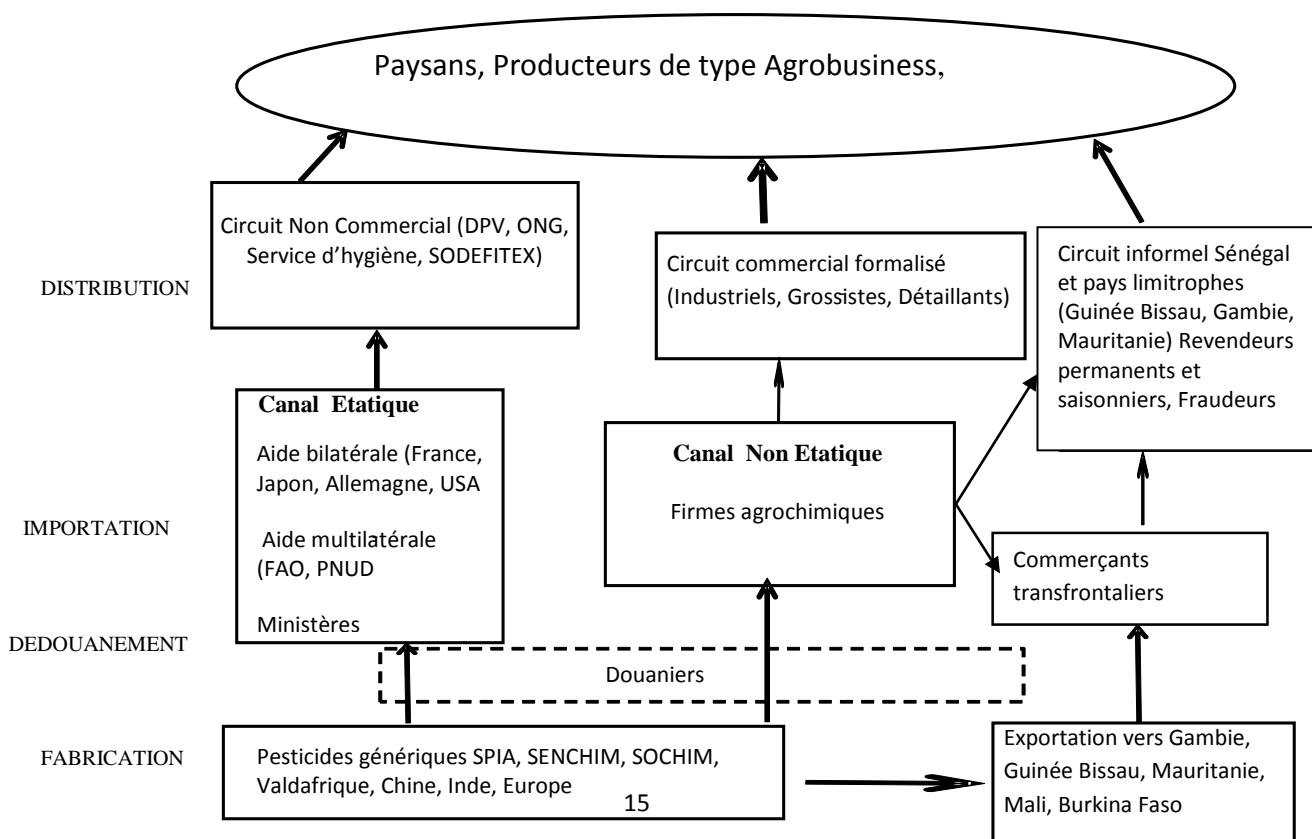 Paysans, Producteurs de type Agrobusiness,
Circuit Non Commercial (DPV, ONG,
Service d’hygiène, SODEFITEX)
Circuit commercial formalisé
(Industriels, Grossistes, Détaillants)
Circuit informel Sénégal
et pays limitrophes
(Guinée Bissau, Gambie,
Mauritanie) Revendeurs
permanents et
saisonniers, Fraudeurs
DISTRIBUTION
Canal Etatique
Aide bilatérale (France,
Japon, Allemagne, USA
Aide multilatérale
(FAO, PNUD
Ministères
Canal Non Etatique
Firmes agrochimiques
IMPORTATION
Commerçants
transfrontaliers
DEDOUANEMENT
Douaniers
FABRICATION
Pesticides génériques SPIA, SENCHIM, SOCHIM,
Valdafrique, Chine, Inde, Europe
15
Exportation vers Gambie,
Guinée Bissau, Mauritanie,
Mali, Burkina Faso